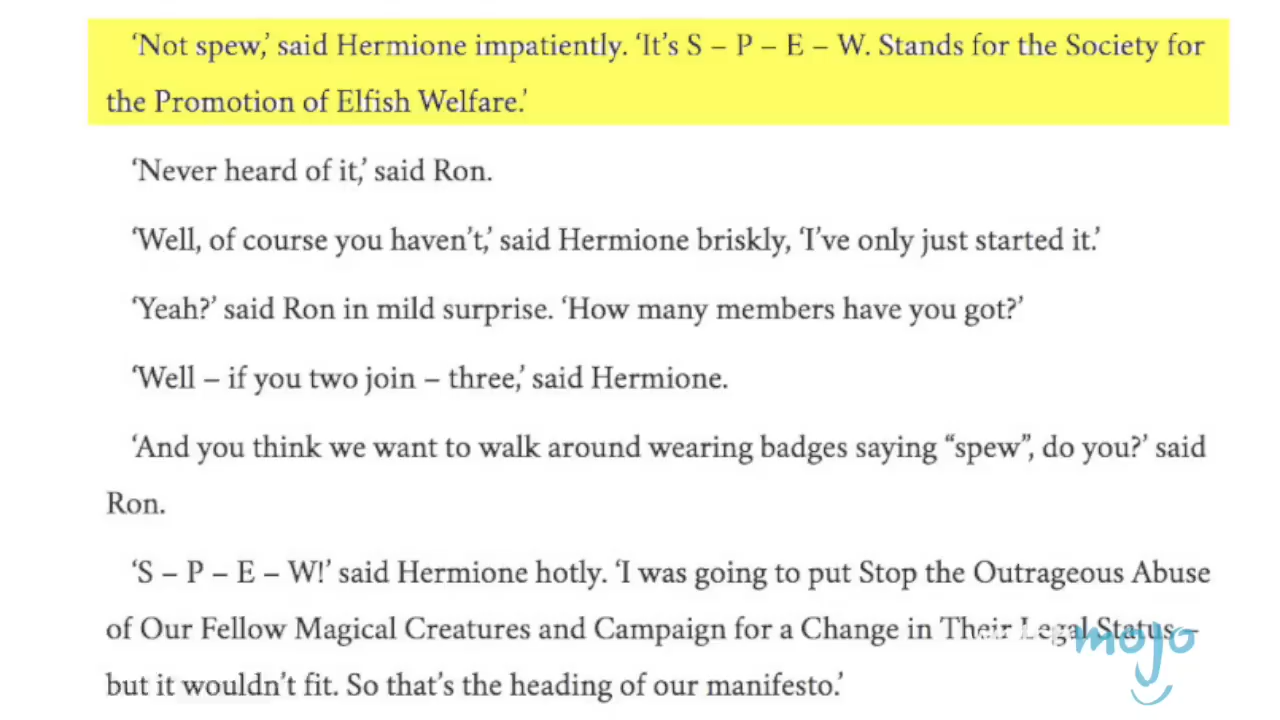 ‘Not spew,’ said Hermione impatiently. ‘It’s S – P – E – W. Stands for the Society for
the Promotion of Elfish Welfare.’
‘Never heard of it,’ said Ron.
‘Well, of course you haven’t,’ said Hermione briskly, ‘I’ve only just started it.’
‘Yeah?’ said Ron in mild surprise. ‘How many members have you got?’
‘Well – if you two join – three,’ said Hermione.
‘And you think we want to walk around wearing badges saying “spew”, do you?’ said
Ron.
‘S – P – E – W!’ said Hermione hotly. ‘I was going to put Stop the Outrageous Abuse
of Our Fellow Magical Creatures and Campaign for a Change in Their Legal Status –
but it wouldn’t fit. So that’s the heading of our manifesto.’
mojo